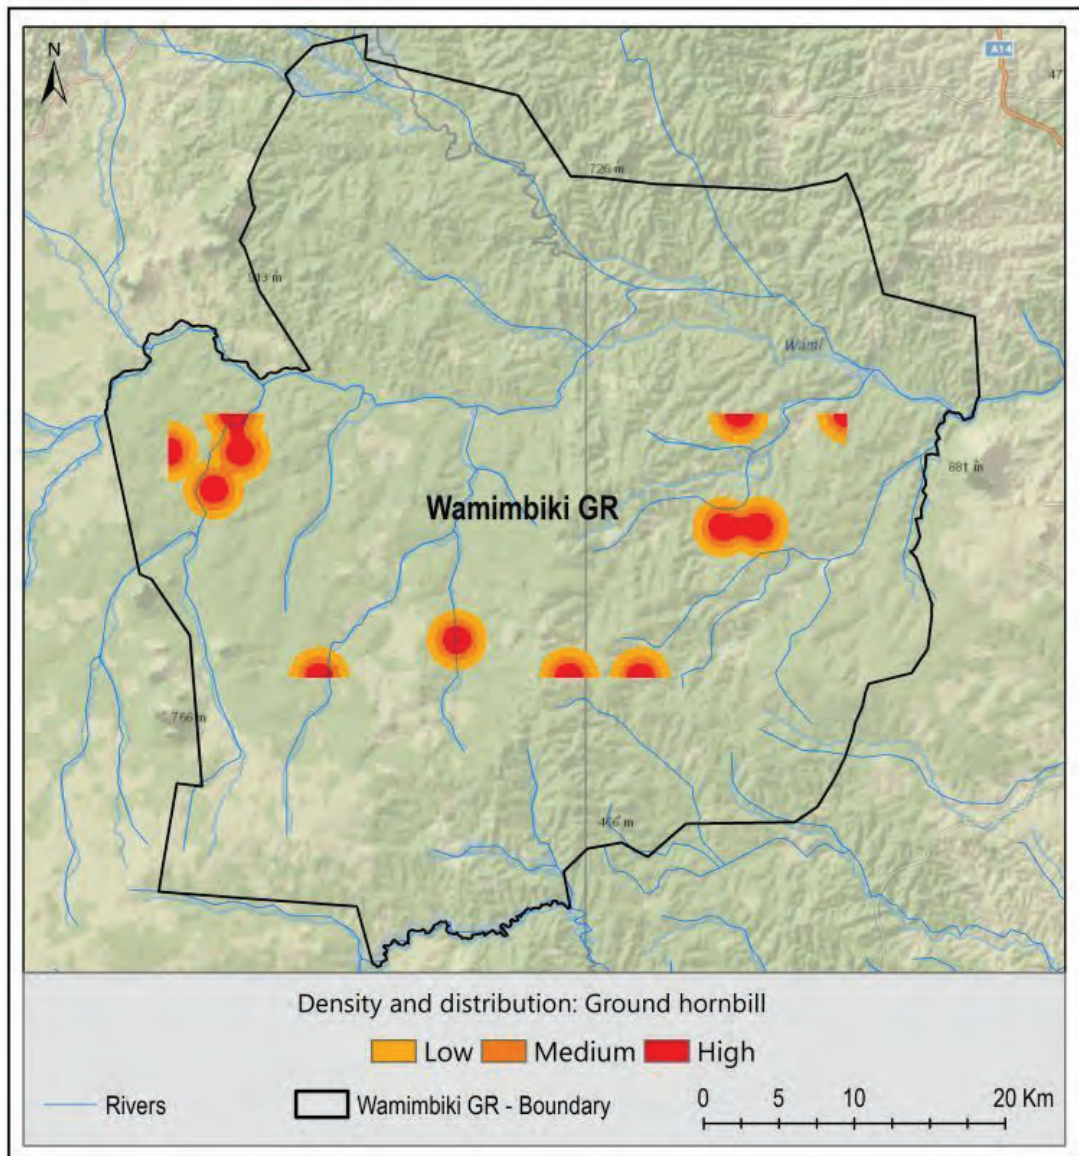 N
A14
47
726 m
913 m
Wami
881 m
Wamimbiki GR
766 m
466 m
Density and distribution: Ground hornbill
Low Medium High
Rivers
Wamimbiki GR - Boundary
0 5 10 20 Km